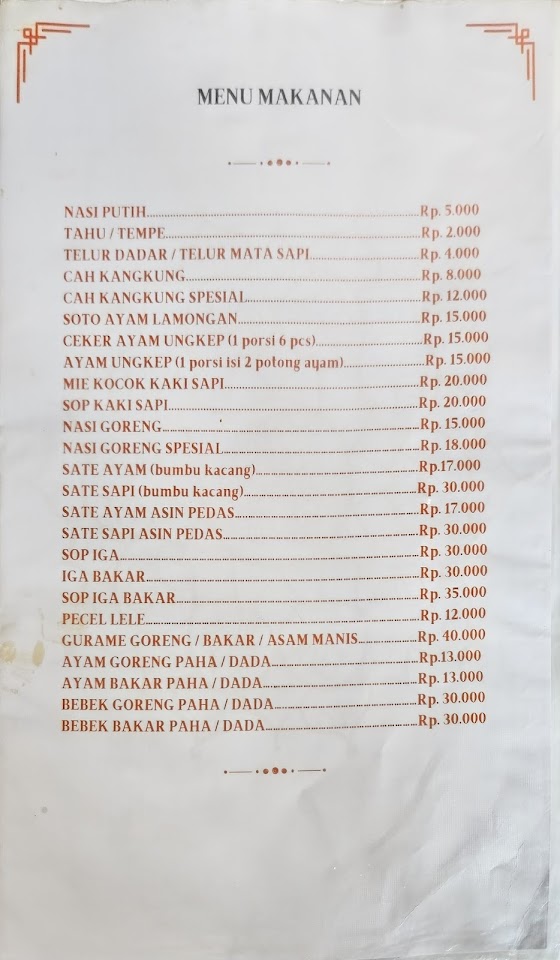 MENU MAKANAN
NASI PUTIH........Rp. 5.000
TAHU / TEMPE........Rp. 2.000
TELUR DADAR / TELUR MATA SAPI........Rp. 4.000
CAH KANGKUNG........Rp. 8.000
CAH KANGKUNG SPESIAL........Rp. 12.000
SOTO AYAM LAMONGAN........Rp. 15.000
CEKER AYAM UNGKEP (1 porsi 6 pcs)........Rp. 15.000
AYAM UNGKEP (1 porsi isi 2 potong ayam)........Rp. 15.000
MIE KOCOK KAKI SAPI........Rp. 20.000
SOP KAKI SAPI........Rp. 20.000
NASI GORENG........Rp. 15.000
NASI GORENG SPESIAL........Rp. 18.000
SATE AYAM (bumbu kacang)........Rp.17.000
SATE SAPI (bumbu kacang)........Rp. 30.000
SATE AYAM ASIN PEDAS........Rp. 17.000
SATE SAPI ASIN PEDAS........Rp. 30.000
SOP IGA........Rp. 30.000
IGA BAKAR........Rp. 30.000
SOP IGA BAKAR........Rp. 35.000
PECEL LELE........Rp. 12.000
GURAME GORENG / BAKAR / ASAM MANIS........Rp. 40.000
AYAM GORENG PAHA / DADA........Rp.13.000
AYAM BAKAR PAHA / DADA........Rp. 13.000
BEBEK GORENG PAHA / DADA........Rp. 30.000
BEBEK BAKAR PAHA / DADA........Rp. 30.000